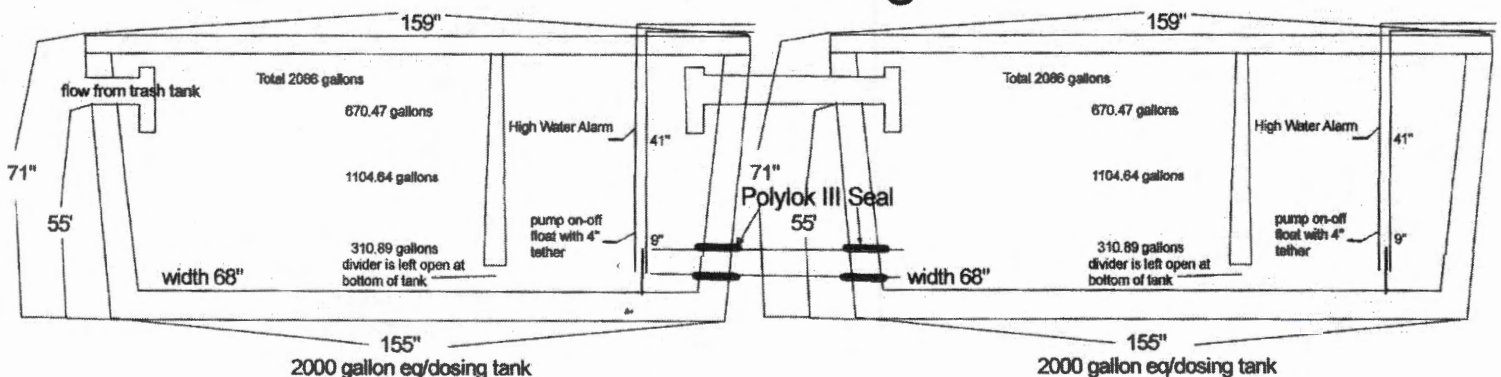 159"
flow from trash tank
Total 2086 gallons
670.47 gallons
High Water Alarm
41"
71"
1104.64 gallons
55'
pump on-off
float with 4"
tether
9"
310.89 gallons
divider is left open at
bottom of tank
width 68"
155"
2000 gallon eq/dosing tank
Polylok III Seal
159"
Total 2086 gallons
670.47 gallons
High Water Alarm
41"
71"
1104.64 gallons
55'
pump on-off
float with 4"
tether
9"
310.89 gallons
divider is left open at
bottom of tank
width 68"
155"
2000 gallon eq/dosing tank